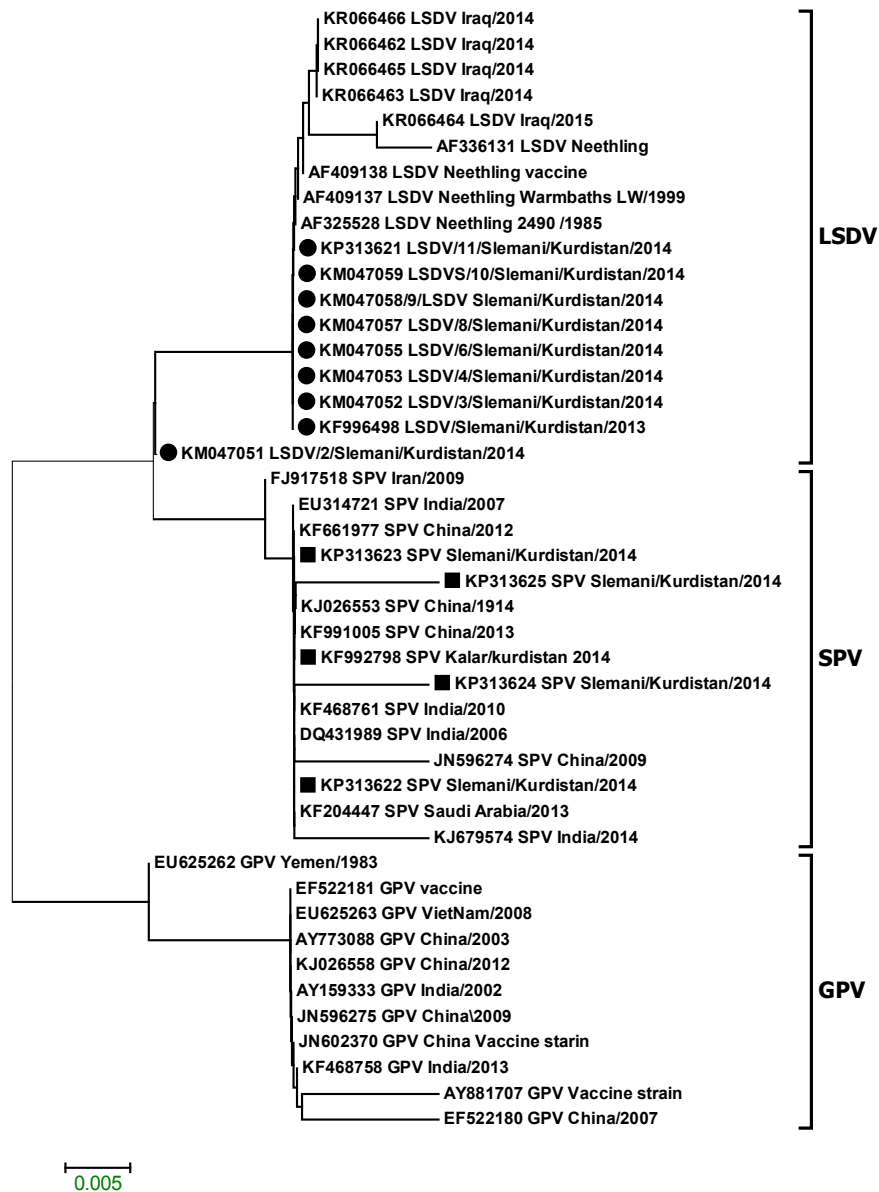 KR066466 LSDV Iraq/2014
KR066462 LSDV Iraq/2014
KR066465 LSDV Iraq/2014
KR066463 LSDV Iraq/2014
KR066464 LSDV Iraq/2015
AF336131 LSDV Neethling
AF409138 LSDV Neethling vaccine
AF409137 LSDV Neethling Warmbaths LW/1999
AF325528 LSDV Neethling 2490 /1985
KP313621 LSDV/11/Slemani/Kurdistan/2014
KM047059 LSDVS/10/Slemani/Kurdistan/2014
KM047058/9/LSDV Slemani/Kurdistan/2014
KM047057 LSDV/8/Slemani/Kurdistan/2014
KM047055 LSDV/6/Slemani/Kurdistan/2014
KM047053 LSDV/4/Slemani/Kurdistan/2014
KM047052 LSDV/3/Slemani/Kurdistan/2014
KF996498 LSDV/Slemani/Kurdistan/2013
KM047051 LSDV/2/Slemani/Kurdistan/2014
LSDV
FJ917518 SPV Iran/2009
EU314721 SPV India/2007
KF661977 SPV China/2012
KP313623 SPV Slemani/Kurdistan/2014
KP313625 SPV Slemani/Kurdistan/2014
KJ026553 SPV China/1914
KF991005 SPV China/2013
KF992798 SPV Kalar/kurdistan 2014
KP313624 SPV Slemani/Kurdistan/2014
KF468761 SPV India/2010
DQ431989 SPV India/2006
JN596274 SPV China/2009
KP313622 SPV Slemani/Kurdistan/2014
KF204447 SPV Saudi Arabia/2013
KJ679574 SPV India/2014
SPV
EU625262 GPV Yemen/1983
EF522181 GPV vaccine
EU625263 GPV VietNam/2008
AY773088 GPV China/2003
KJ026558 GPV China/2012
AY159333 GPV India/2002
JN596275 GPV China\2009
JN602370 GPV China Vaccine starin
KF468758 GPV India/2013
AY881707 GPV Vaccine strain
EF522180 GPV China/2007
GPV
0.005